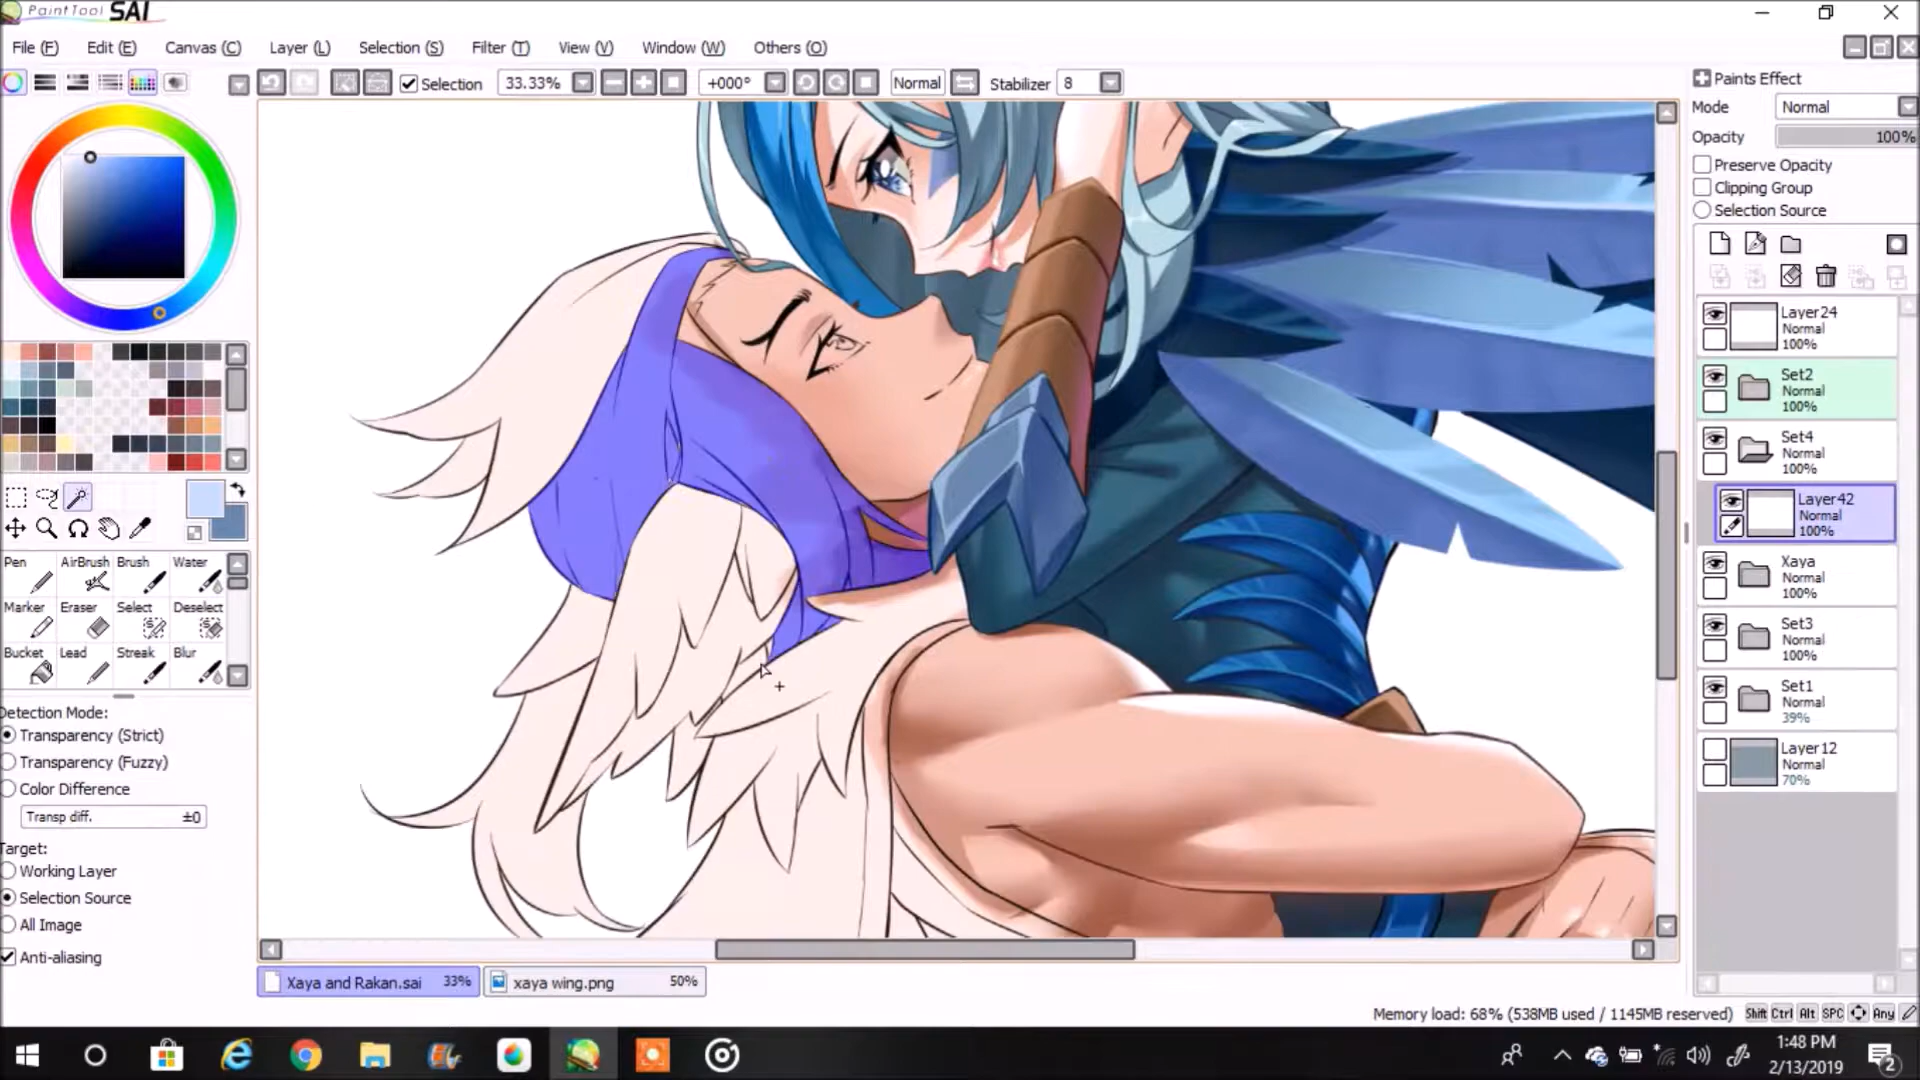 PaintTool SAI
File (F) Edit (E) Canvas (C) Layer (L) Selection (S) Filter (T) View (V) Window (W) Others (O)
Selection 33.33% +000° Normal Stabilizer 8
Paints Effect
Mode Normal
Opacity 100%
Preserve Opacity
Clipping Group
Selection Source
Layer24
Normal
100%
Set2
Normal
100%
Set4
Normal
100%
Layer42
Normal
100%
Xaya
Normal
100%
Set3
Normal
100%
Set1
Normal
39%
Layer12
Normal
70%
Pen AirBrush Brush Water
Marker Eraser Select Deselect
Bucket Lead Streak Blur
Detection Mode:
Transparency (Strict)
Transparency (Fuzzy)
Color Difference
Transp diff. ±0
Target:
Working Layer
Selection Source
All Image
Anti-aliasing
Xaya and Rakan.sai 33% xaya wing.png 50%
Memory load: 68% (538MB used / 1145MB reserved) Shift Ctrl Alt SPC Any
1:48 PM
2/13/2019
2